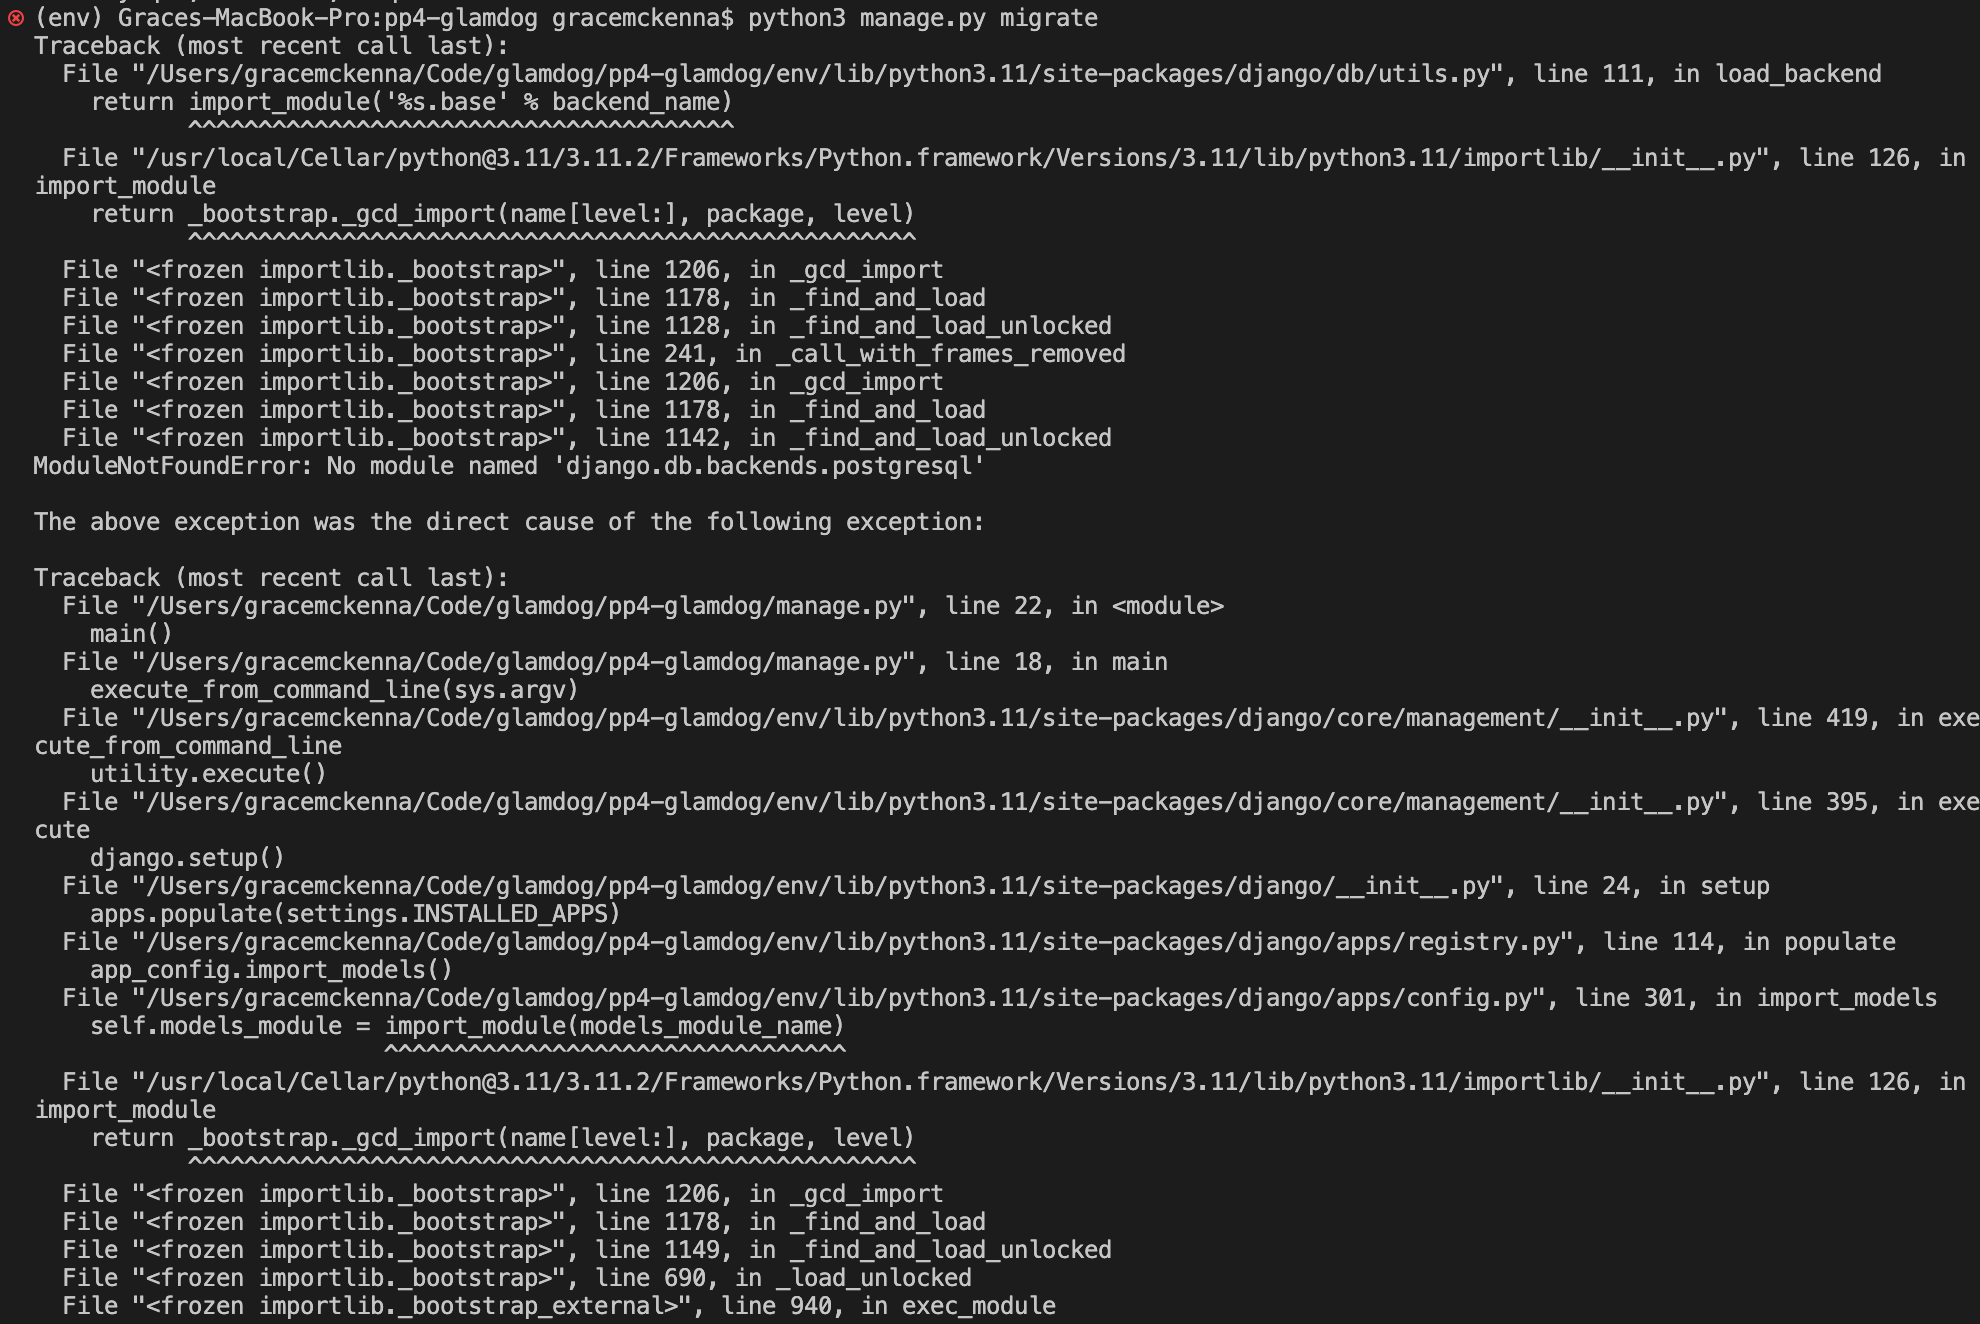 (env) Graces-MacBook-Pro:pp4-glamdog gracemckenna$ python3 manage.py migrate
Traceback (most recent call last):
  File "/Users/gracemckenna/Code/glamdog/pp4-glamdog/env/lib/python3.11/site-packages/django/db/utils.py", line 111, in load_backend
    return import_module('%s.base' % backend_name)
           ^^^^^^^^^^^^^^^^^^^^^^^^^^^^^^^^^^^^^^^
  File "/usr/local/Cellar/python@3.11/3.11.2/Frameworks/Python.framework/Versions/3.11/lib/python3.11/importlib/__init__.py", line 126, in
import_module
    return _bootstrap._gcd_import(name[level:], package, level)
           ^^^^^^^^^^^^^^^^^^^^^^^^^^^^^^^^^^^^^^^^^^^^^^^^^^^^
  File "<frozen importlib._bootstrap>", line 1206, in _gcd_import
  File "<frozen importlib._bootstrap>", line 1178, in _find_and_load
  File "<frozen importlib._bootstrap>", line 1128, in _find_and_load_unlocked
  File "<frozen importlib._bootstrap>", line 241, in _call_with_frames_removed
  File "<frozen importlib._bootstrap>", line 1206, in _gcd_import
  File "<frozen importlib._bootstrap>", line 1178, in _find_and_load
  File "<frozen importlib._bootstrap>", line 1142, in _find_and_load_unlocked
ModuleNotFoundError: No module named 'django.db.backends.postgresql'

The above exception was the direct cause of the following exception:

Traceback (most recent call last):
  File "/Users/gracemckenna/Code/glamdog/pp4-glamdog/manage.py", line 22, in <module>
    main()
  File "/Users/gracemckenna/Code/glamdog/pp4-glamdog/manage.py", line 18, in main
    execute_from_command_line(sys.argv)
  File "/Users/gracemckenna/Code/glamdog/pp4-glamdog/env/lib/python3.11/site-packages/django/core/management/__init__.py", line 419, in exe
cute_from_command_line
    utility.execute()
  File "/Users/gracemckenna/Code/glamdog/pp4-glamdog/env/lib/python3.11/site-packages/django/core/management/__init__.py", line 395, in exe
cute
    django.setup()
  File "/Users/gracemckenna/Code/glamdog/pp4-glamdog/env/lib/python3.11/site-packages/django/__init__.py", line 24, in setup
    apps.populate(settings.INSTALLED_APPS)
  File "/Users/gracemckenna/Code/glamdog/pp4-glamdog/env/lib/python3.11/site-packages/django/apps/registry.py", line 114, in populate
    app_config.import_models()
  File "/Users/gracemckenna/Code/glamdog/pp4-glamdog/env/lib/python3.11/site-packages/django/apps/config.py", line 301, in import_models
    self.models_module = import_module(models_module_name)
                         ^^^^^^^^^^^^^^^^^^^^^^^^^^^^^^^^^
  File "/usr/local/Cellar/python@3.11/3.11.2/Frameworks/Python.framework/Versions/3.11/lib/python3.11/importlib/__init__.py", line 126, in
import_module
    return _bootstrap._gcd_import(name[level:], package, level)
           ^^^^^^^^^^^^^^^^^^^^^^^^^^^^^^^^^^^^^^^^^^^^^^^^^^^^
  File "<frozen importlib._bootstrap>", line 1206, in _gcd_import
  File "<frozen importlib._bootstrap>", line 1178, in _find_and_load
  File "<frozen importlib._bootstrap>", line 1149, in _find_and_load_unlocked
  File "<frozen importlib._bootstrap>", line 690, in _load_unlocked
  File "<frozen importlib._bootstrap_external>", line 940, in exec_module